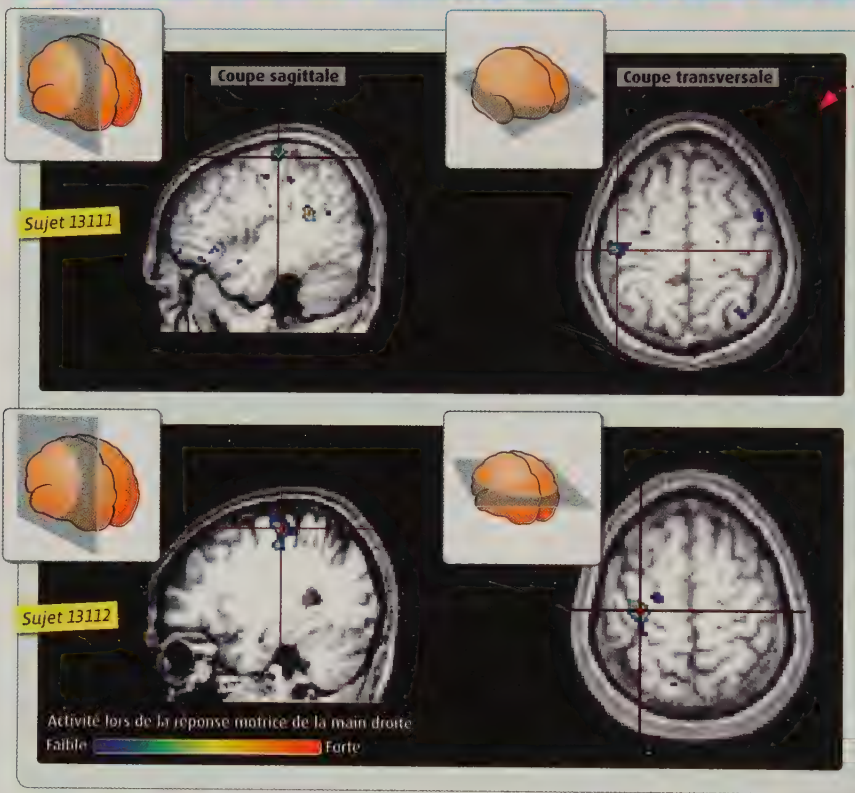 Coupe sagittale
Coupe transversale
Sujet 13111
Sujet 13112
Activité lors de la réponse motrice de la main droite
Faible
Forte